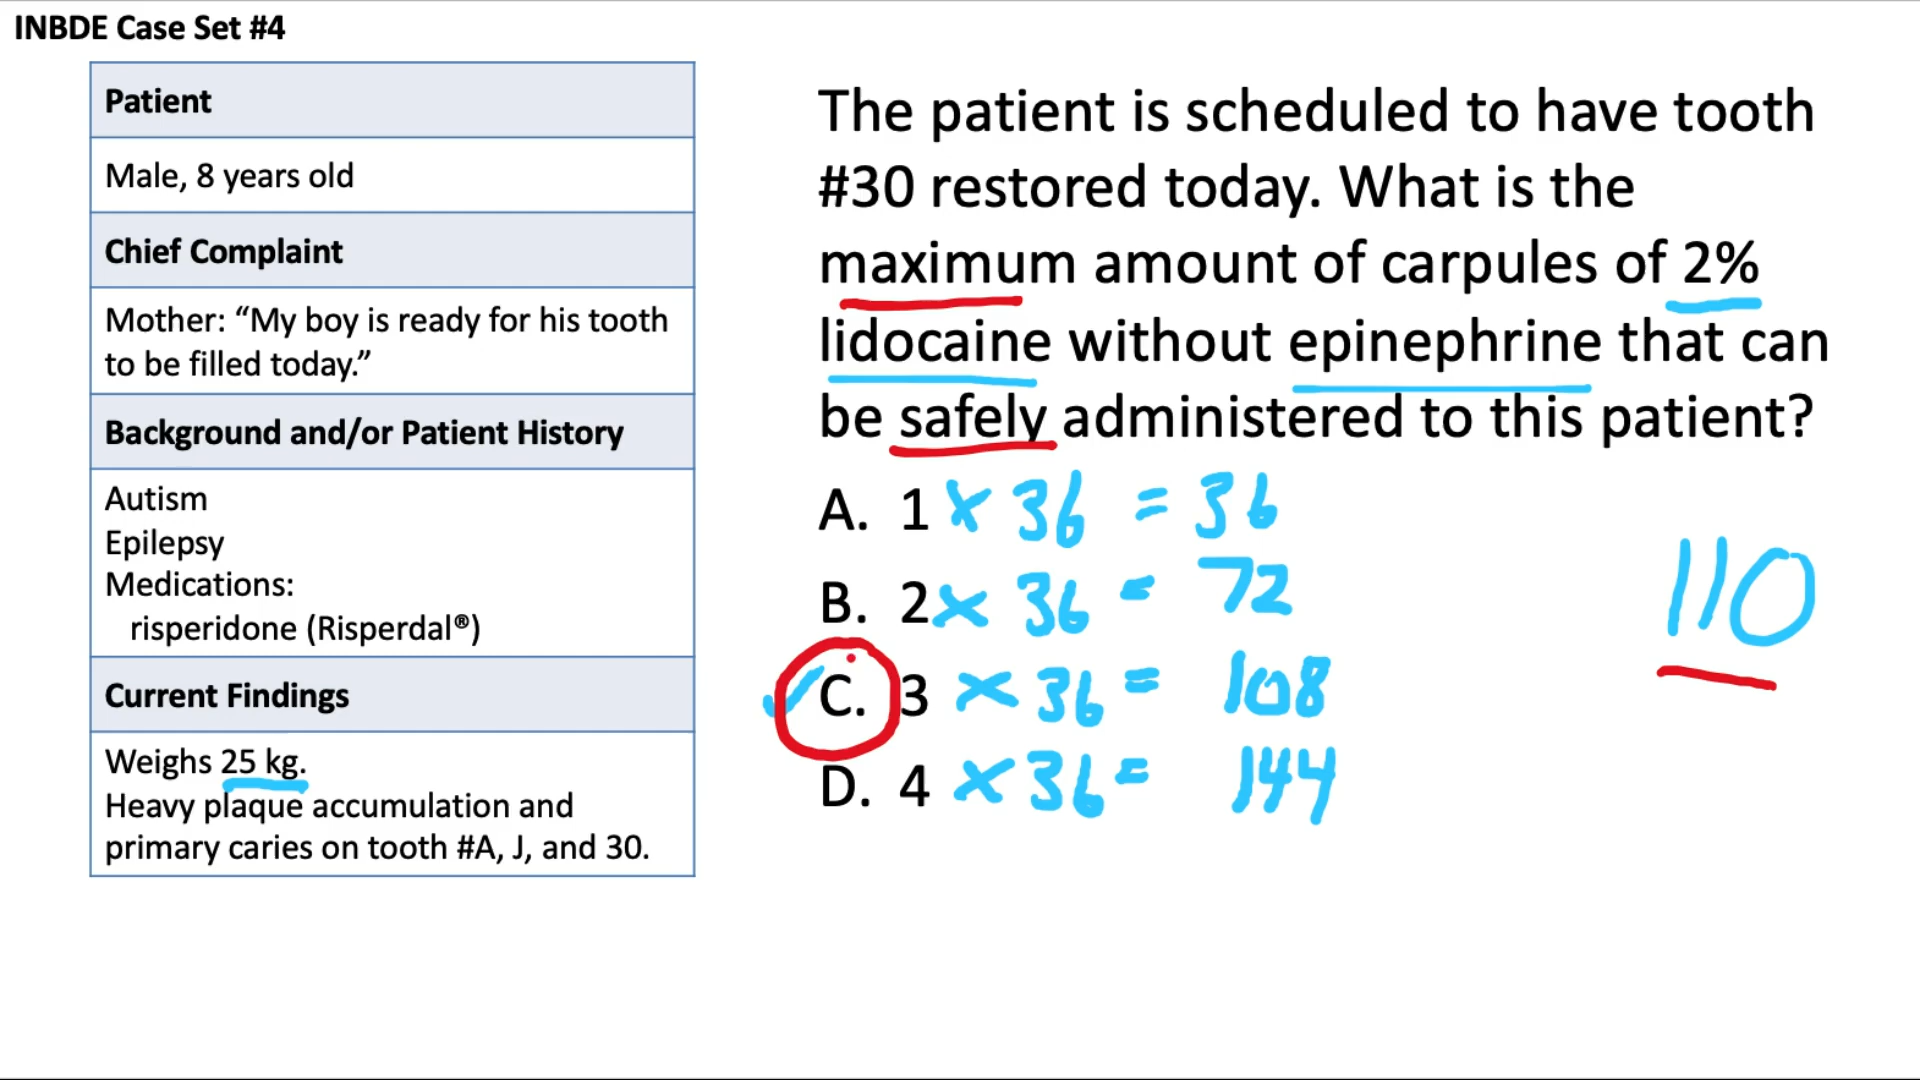 INBDE Case Set #4
Patient
Male, 8 years old
Chief Complaint
Mother: “My boy is ready for his tooth
to be filled today.”
Background and/or Patient History
Autism
Epilepsy
Medications:
risperidone (Risperdal®)
Current Findings
Weighs 25 kg.
Heavy plaque accumulation and
primary caries on tooth #A, J, and 30.
The patient is scheduled to have tooth
#30 restored today. What is the
maximum amount of carpules of 2%
lidocaine without epinephrine that can
be safely administered to this patient?
A. 1 x 36 = 36
B. 2 x 36 = 72
C. 3 x 36 = 108
D. 4 x 36 = 144
110